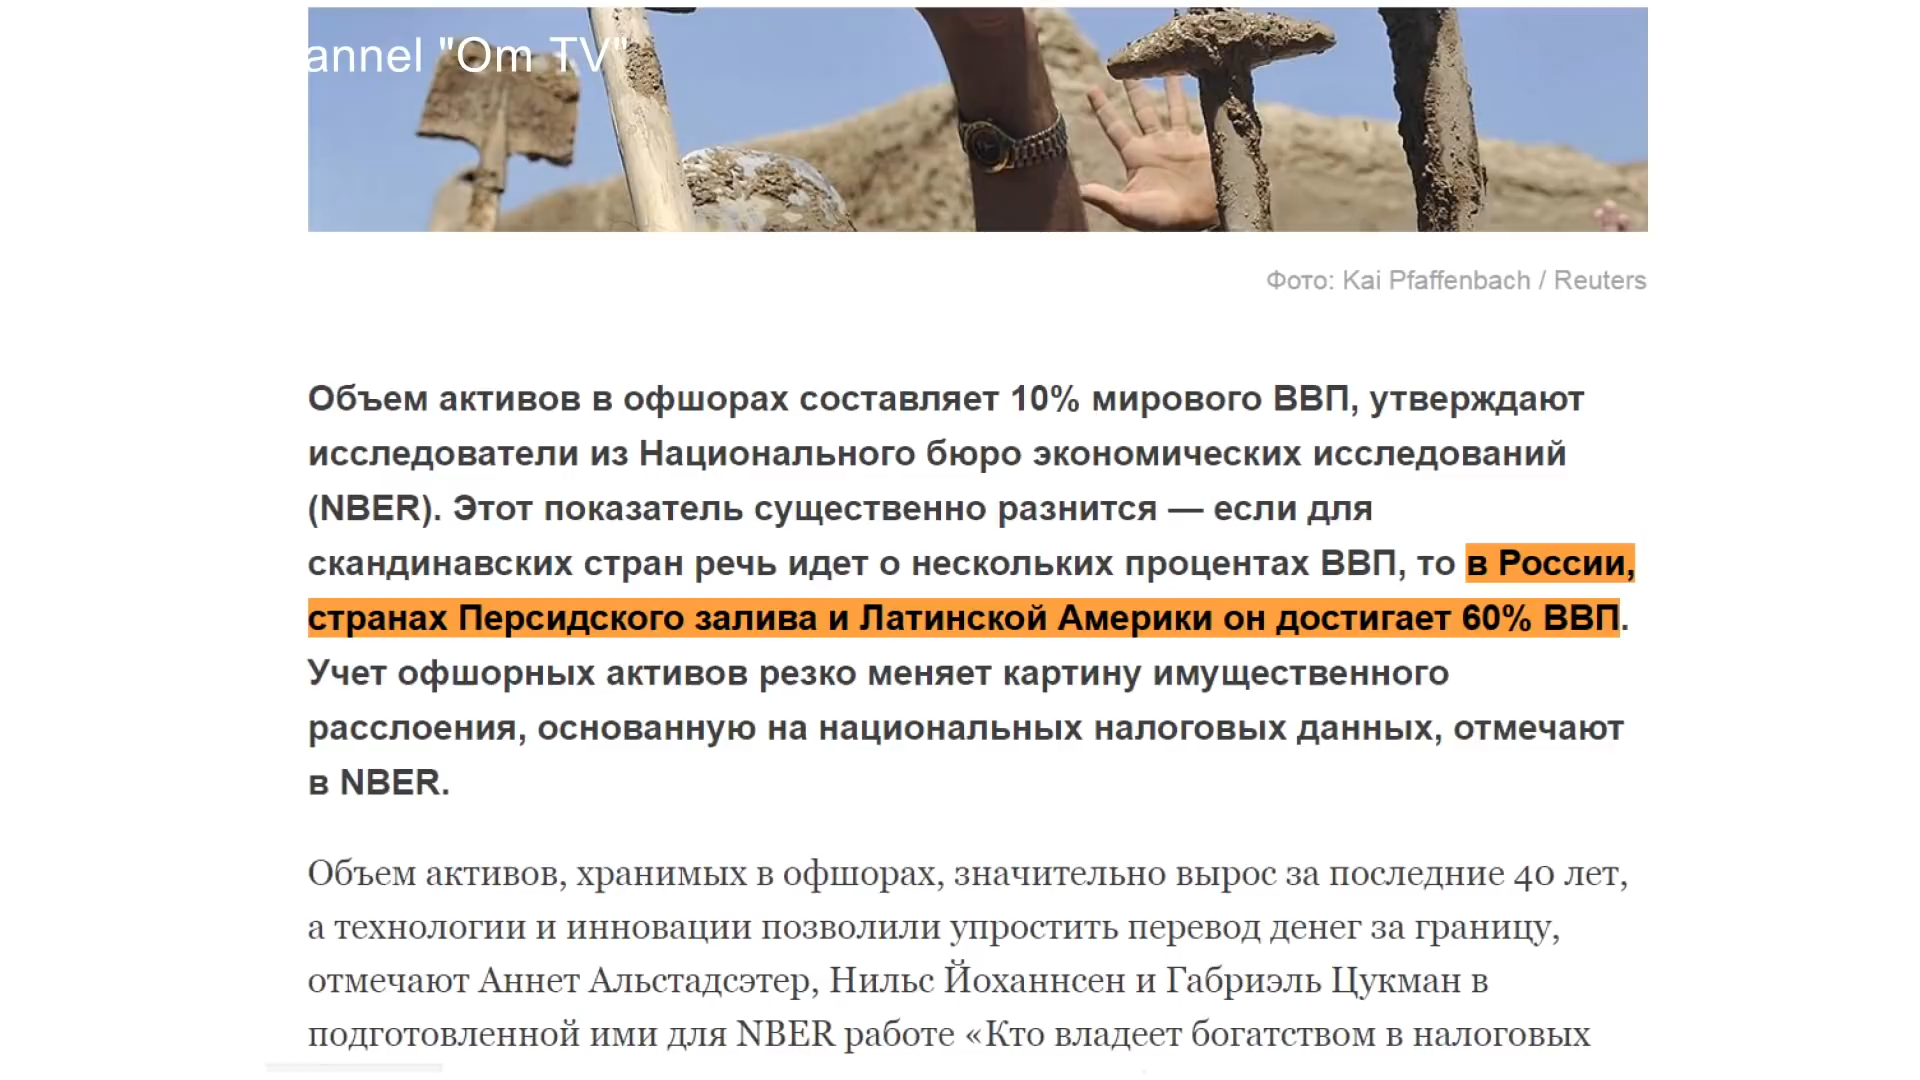 annel "Om TV"
Фото: Kai Pfaffenbach / Reuters
Объем активов в офшорах составляет 10% мирового ВВП, утверждают
исследователи из Национального бюро экономических исследований
(NBER). Этот показатель существенно разнится — если для
скандинавских стран речь идет о нескольких процентах ВВП, то в России,
странах Персидского залива и Латинской Америки он достигает 60% ВВП.
Учет офшорных активов резко меняет картину имущественного
расслоения, основанную на национальных налоговых данных, отмечают
в NBER.
Объем активов, хранимых в офшорах, значительно вырос за последние 40 лет,
а технологии и инновации позволили упростить перевод денег за границу,
отмечают Аннет Альстадсэтер, Нильс Йоханнсен и Габриэль Цукман в
подготовленной ими для NBER работе «Кто владеет богатством в налоговых